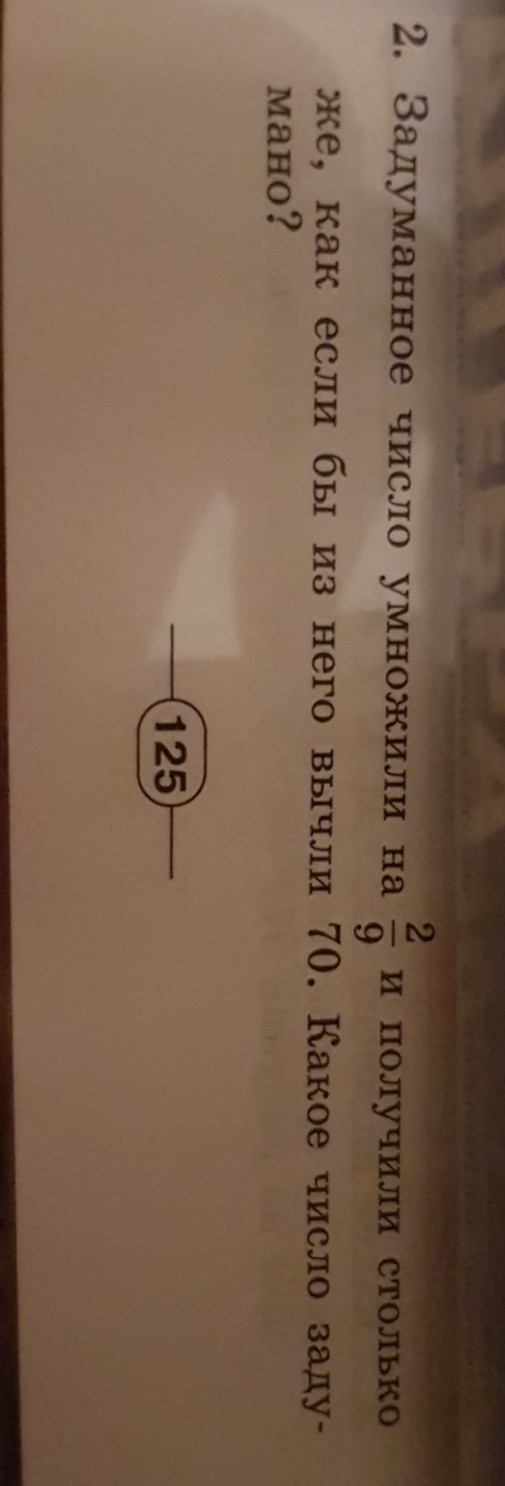 2. Задуманное число умножили на 2/9 и получили столько
же, как если бы из него вычли 70. Какое число заду-
мано?
125